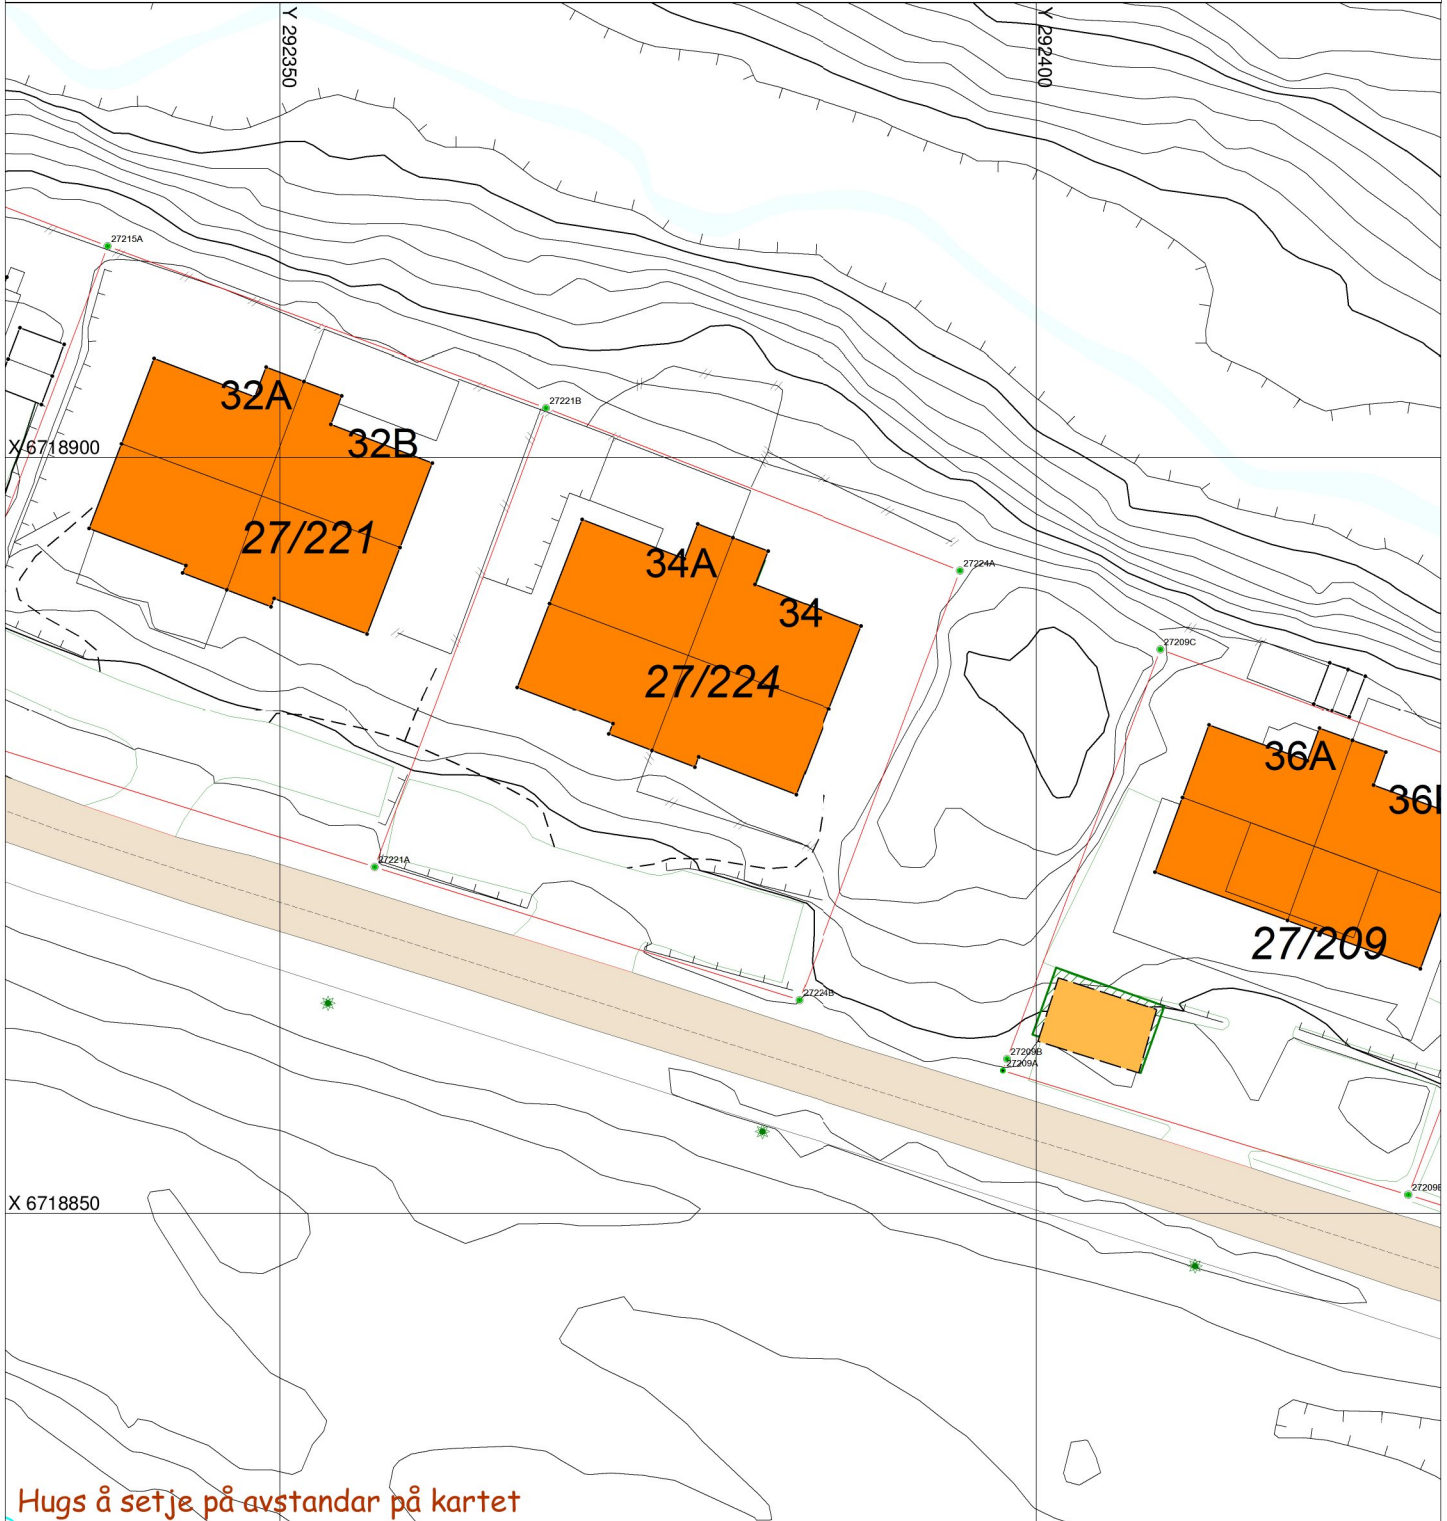 Y 292350
Y 292400
27215A
27221B
32A
32B
X 6718900
27/221
34A
27224A
34
27209C
27/224
36A
27221A
27/209
27224B
27209B
27209A
X 6718850
Hugs å setje på avstandar på kartet